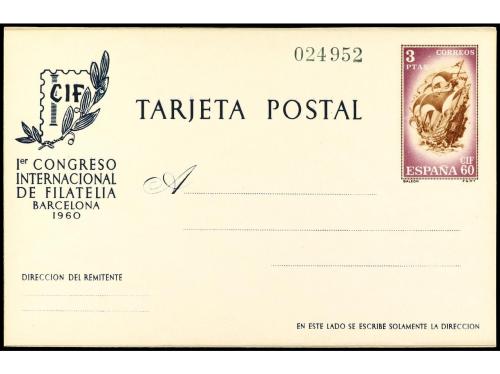 024952
3 CORREOS
PTAS
CIF
TARJETA POSTAL
CIF
ESPAÑA 60
1er CONGRESO
INTERNACIONAL
DE FILATELIA
BARCELONA
1960
A
DIRECCION DEL REMITENTE
EN ESTE LADO SE ESCRIBE SOLAMENTE LA DIRECCION